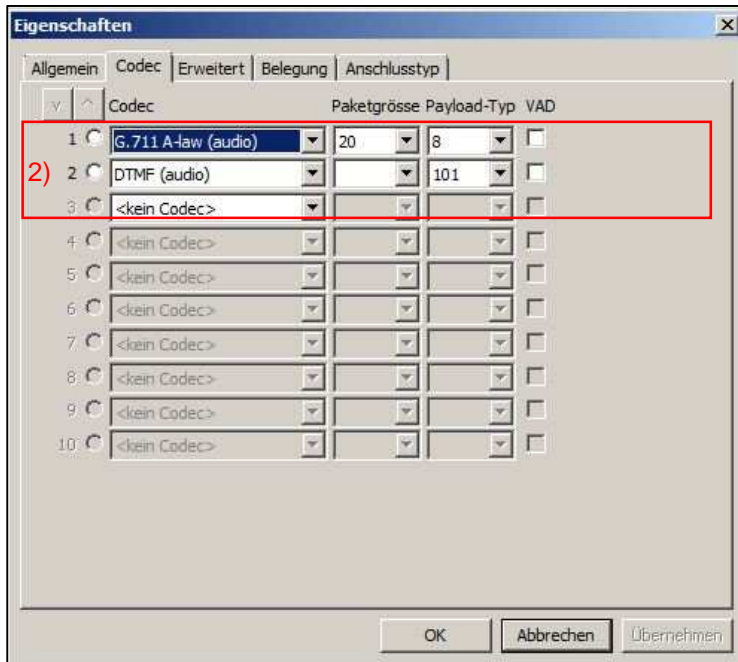 Eigenschaften
Allgemein Codec Erweitert Belegung Anschlusstyp
Codec Paketgrösse Payload-Typ VAD
1 G.711 A-law (audio) 20 8
2) 2 DTMF (audio) 101
3 <kein Codec>
4 <kein Codec>
5 <kein Codec>
6 <kein Codec>
7 <kein Codec>
8 <kein Codec>
9 <kein Codec>
10 <kein Codec>
OK Abbrechen Übernehmen